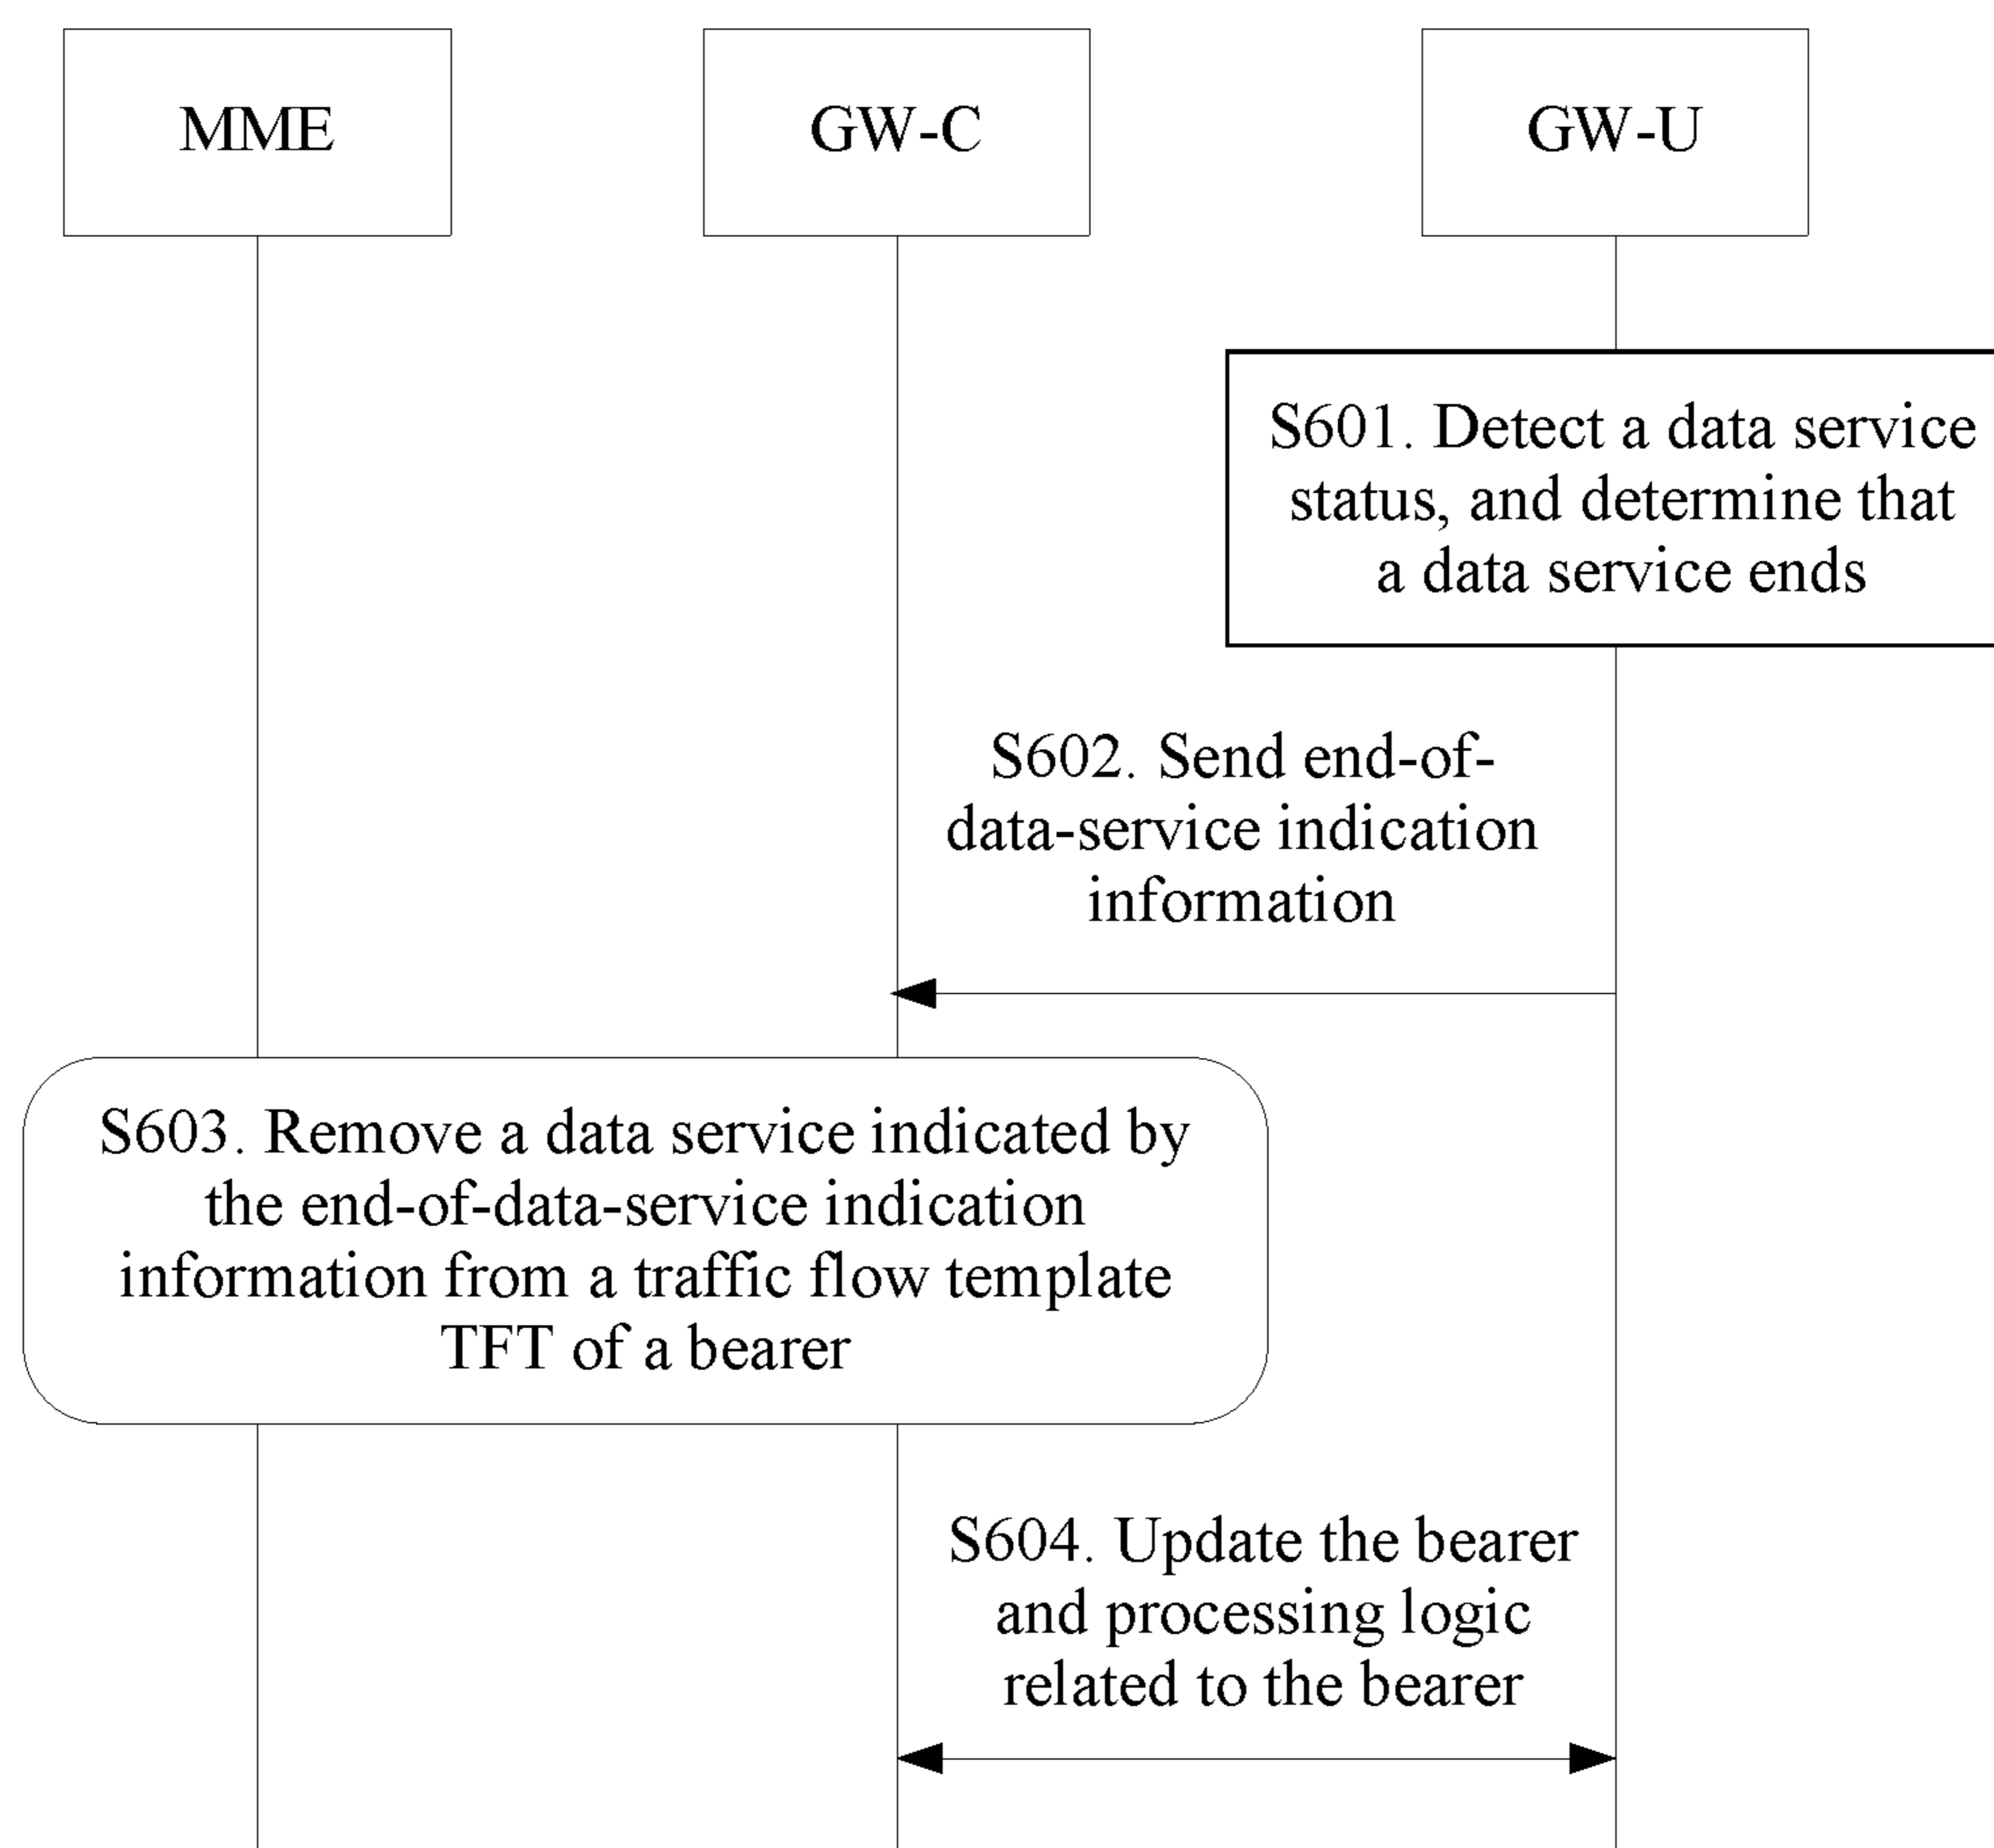 MME
GW-C
GW-U
S601. Detect a data service
status, and determine that
a data service ends
S602. Send end-of-
data-service indication
information
S603. Remove a data service indicated by
the end-of-data-service indication
information from a traffic flow template
TFT of a bearer
S604. Update the bearer
and processing logic
related to the bearer